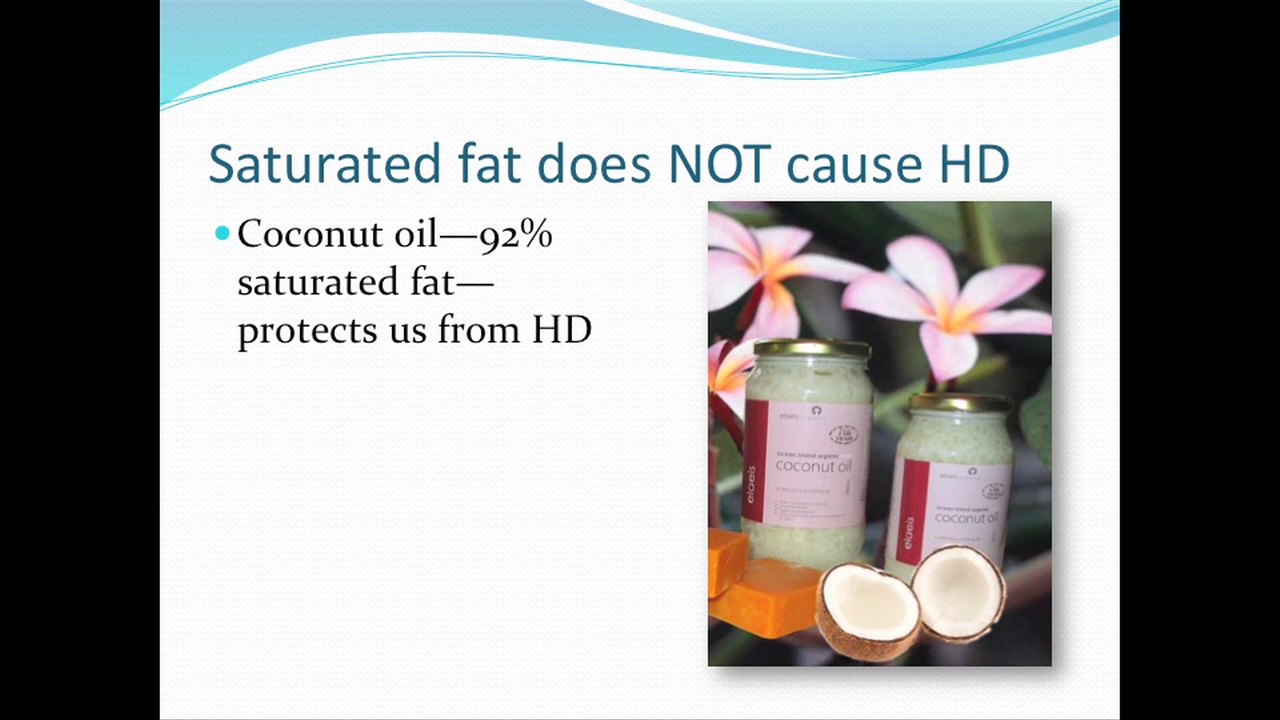 Saturated fat does NOT cause HD
Coconut oil—92%
saturated fat—
protects us from HD
elaeis
coconut oil
elaeis
coconut oil